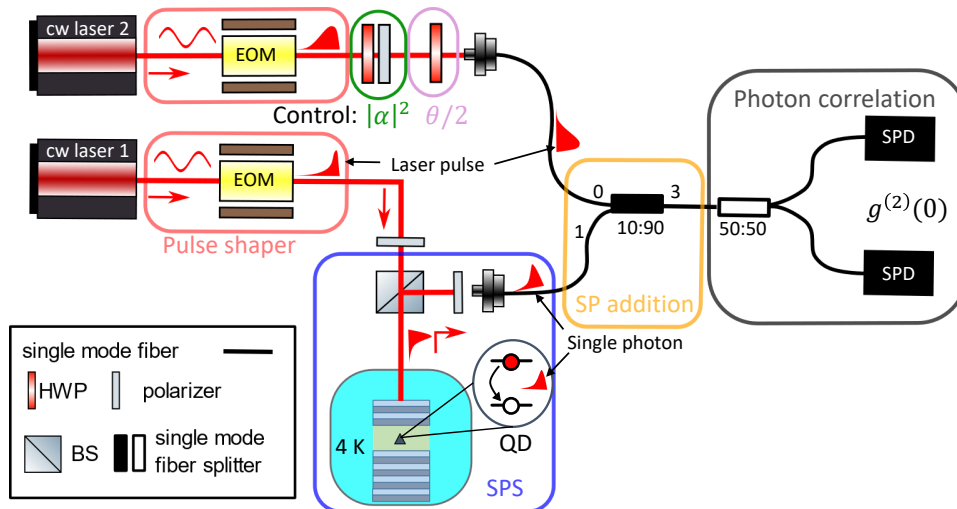 cw laser 2
EOM
Control: |α|² θ/2
cw laser 1
EOM
Pulse shaper
Laser pulse
Photon correlation
SPD
0
3
1
10:90
50:50
g⁽²⁾(0)
SPD
SP addition
Single photon
4 K
QD
SPS
single mode fiber
HWP
polarizer
BS
single mode
fiber splitter